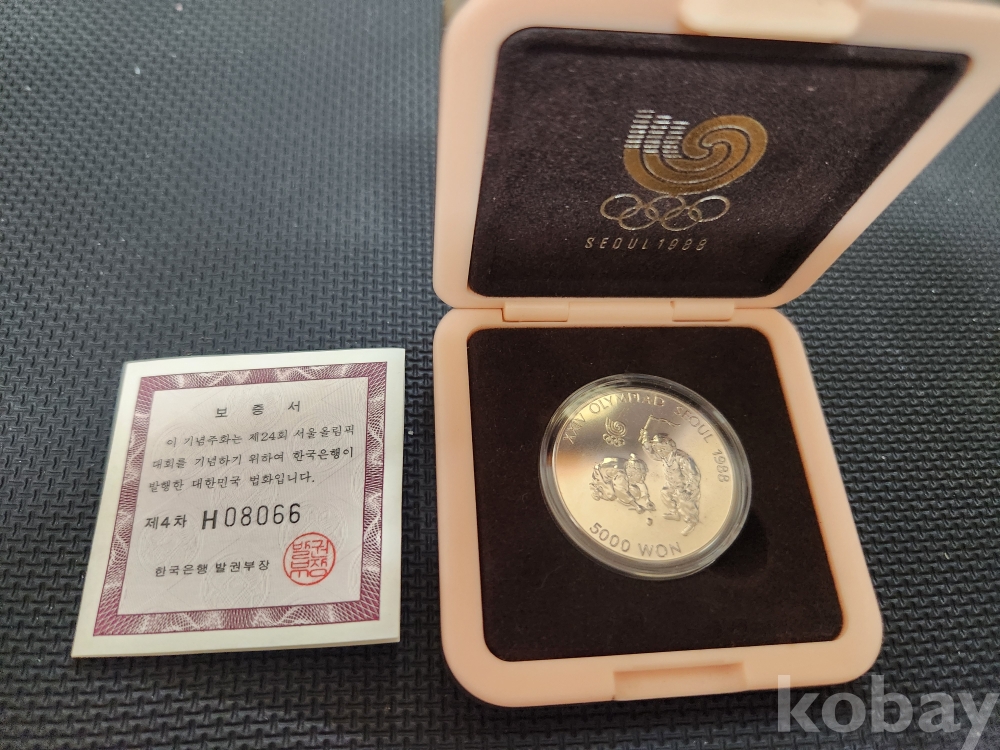 SEOUL 1988
XXIV OLYMPIAD SEOUL 1988
5000 WON
보 증 서
이 기념주화는 제24회 서울올림픽
대회를 기념하기 위하여 한국은행이
발행한 대한민국 법화입니다.
제4차 H 08066
한국은행 발권부장
kobay